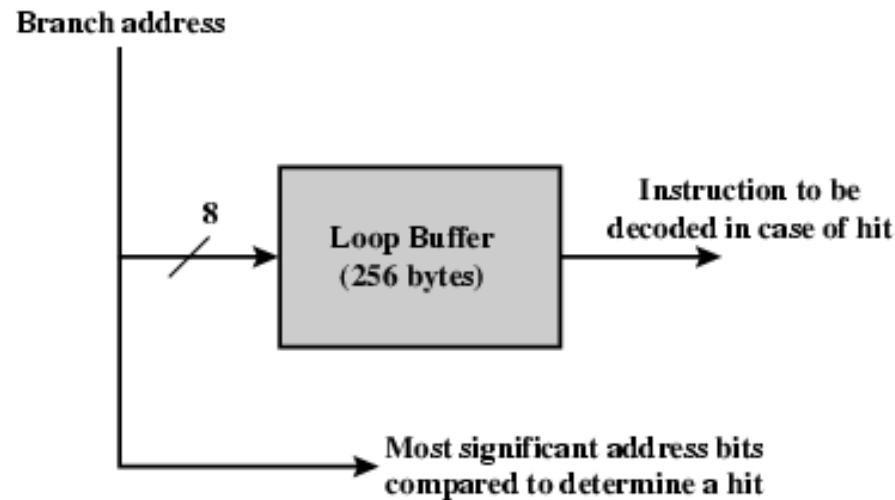 Branch address
8
Loop Buffer
(256 bytes)
Instruction to be
decoded in case of hit
Most significant address bits
compared to determine a hit